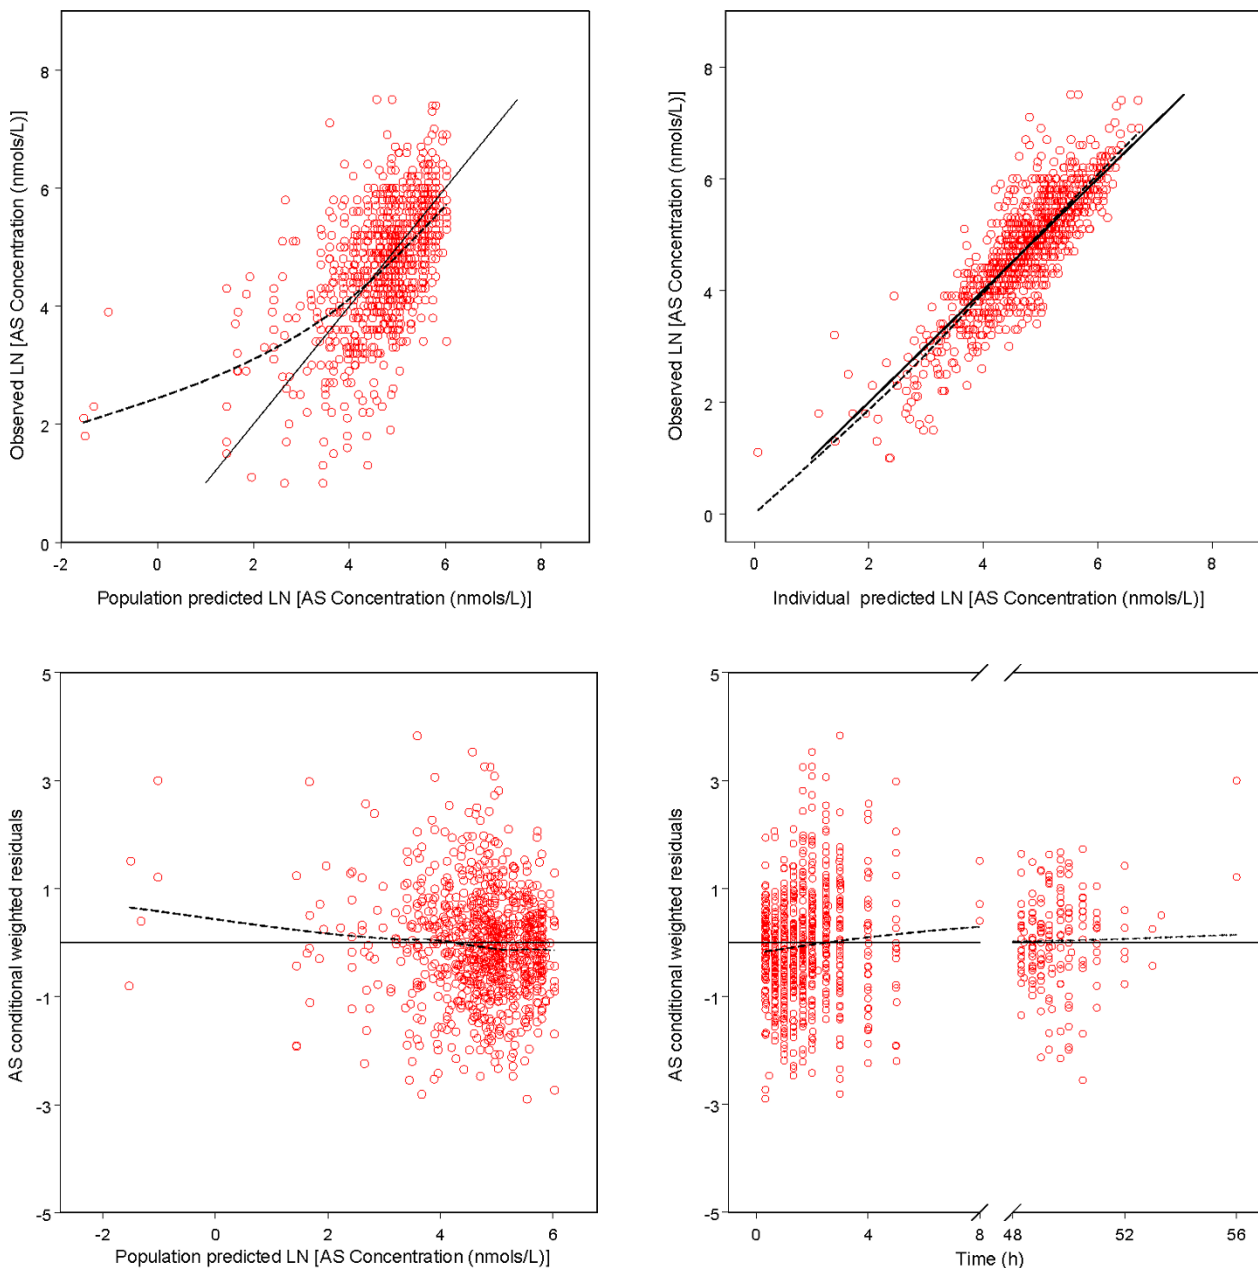 8
6
4
2
0
-2 0 2 4 6 8
Observed LN [AS Concentration (nmols/L)]
Population predicted LN [AS Concentration (nmols/L)]
8
6
4
2
0
0 2 4 6 8
Observed LN [AS Concentration (nmols/L)]
Individual predicted LN [AS Concentration (nmols/L)]
5
3
1
-1
-3
-5
-2 0 2 4 6
AS conditional weighted residuals
Population predicted LN [AS Concentration (nmols/L)]
5
3
1
-1
-3
-5
0 4 8 48 52 56
AS conditional weighted residuals
Time (h)